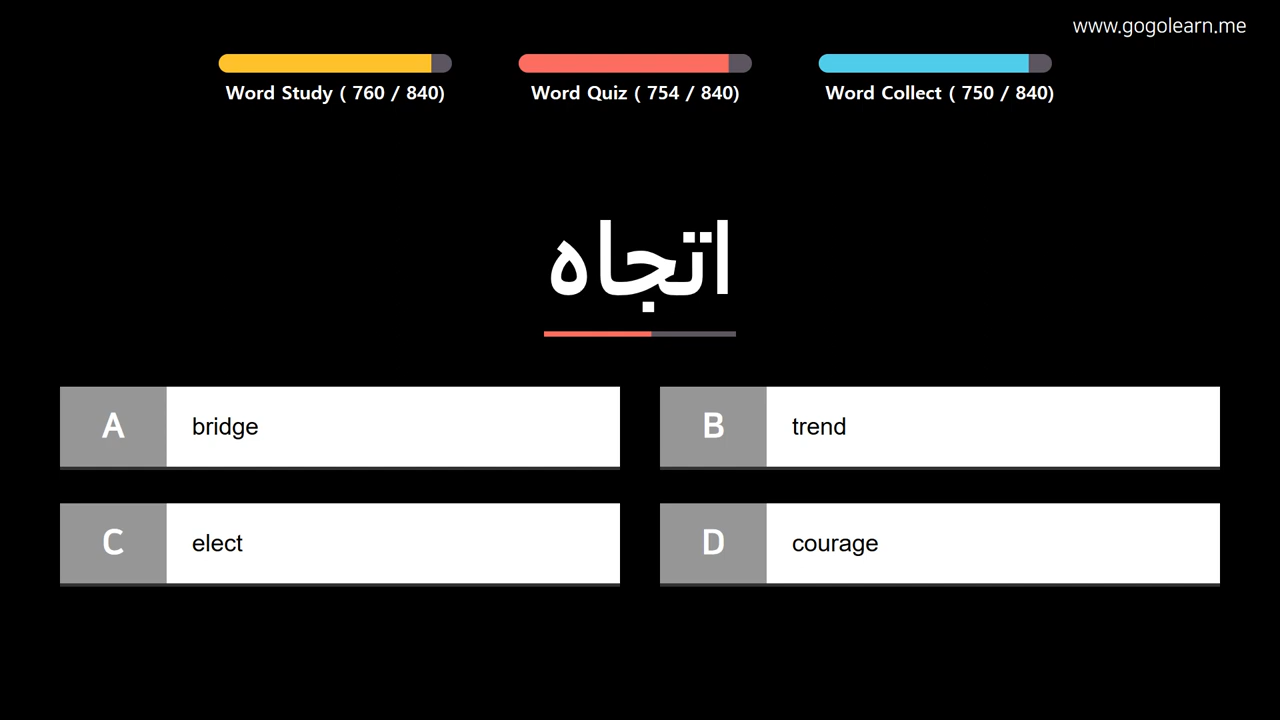 www.gogolearn.me
Word Study ( 760 / 840)
Word Quiz ( 754 / 840)
Word Collect ( 750 / 840)
اتجاه
A bridge
B trend
C elect
D courage